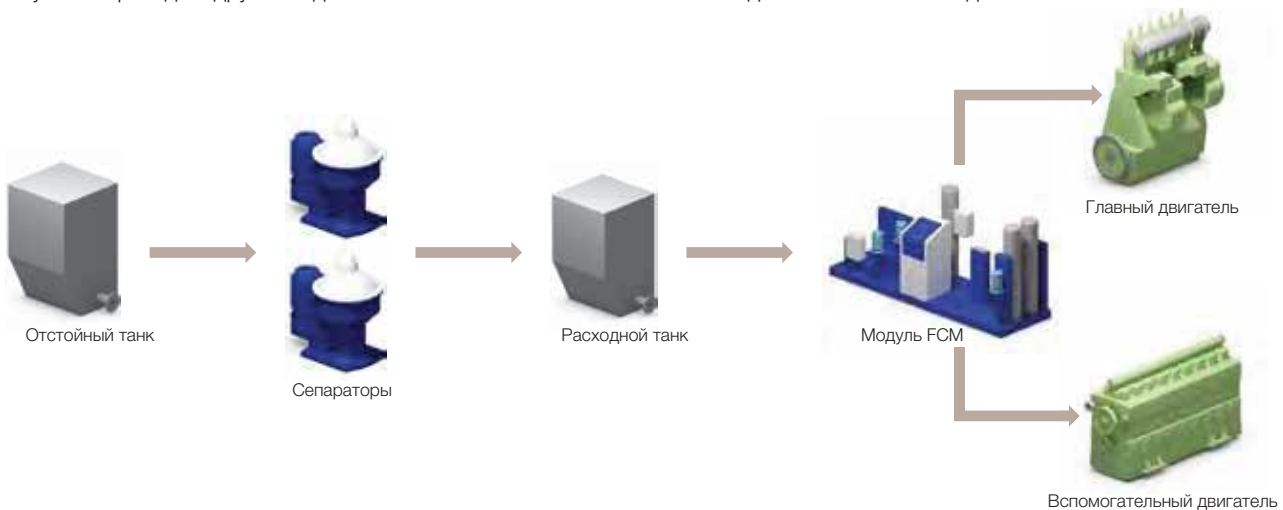 Главный двигатель
Отстойный танк
Расходной танк
Модуль FCM
Сепараторы
Вспомогательный двигатель